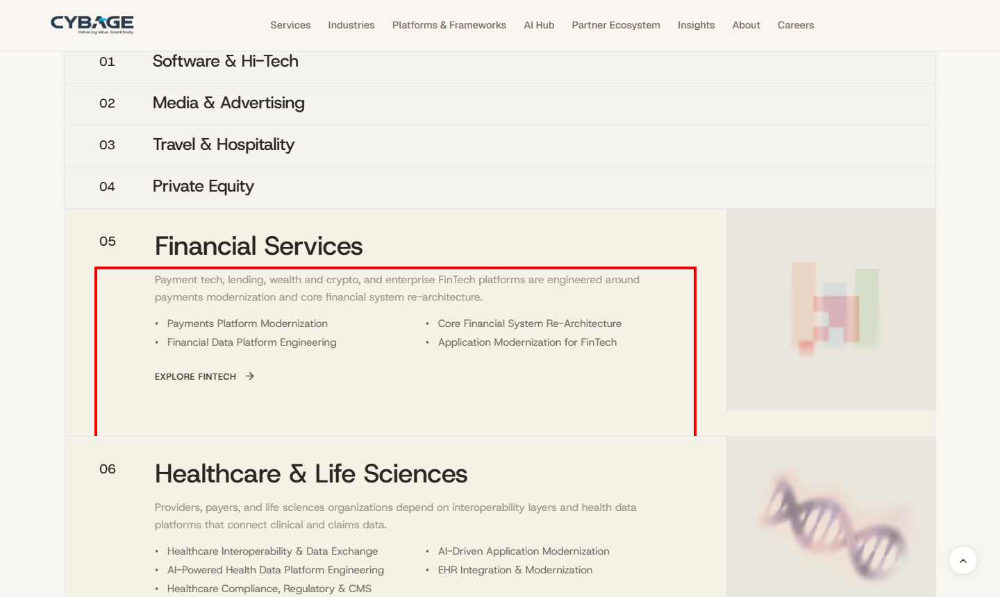 CYBAGE
Delivering Value. Scientifically.
Services Industries Platforms & Frameworks AI Hub Partner Ecosystem Insights About Careers
01 Software & Hi-Tech
02 Media & Advertising
03 Travel & Hospitality
04 Private Equity
05 Financial Services
Payment tech, lending, wealth and crypto, and enterprise FinTech platforms are engineered around
payments modernization and core financial system re-architecture.
• Payments Platform Modernization • Core Financial System Re-Architecture
• Financial Data Platform Engineering • Application Modernization for FinTech
EXPLORE FINTECH →
06 Healthcare & Life Sciences
Providers, payers, and life sciences organizations depend on interoperability layers and health data
platforms that connect clinical and claims data.
• Healthcare Interoperability & Data Exchange • AI-Driven Application Modernization
• AI-Powered Health Data Platform Engineering • EHR Integration & Modernization
• Healthcare Compliance, Regulatory & CMS